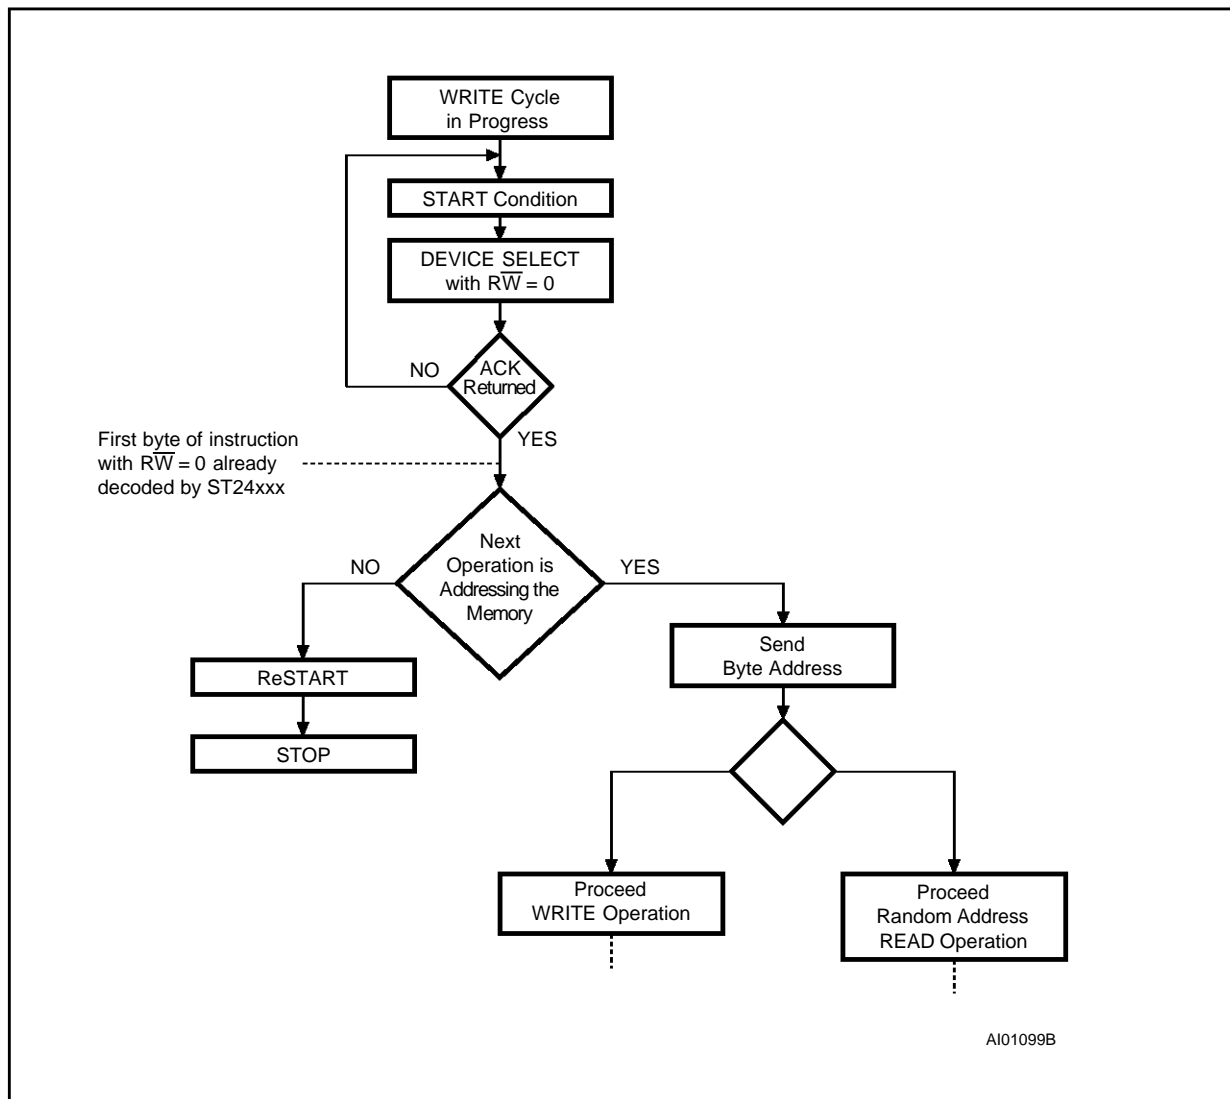 WRITE Cycle
in Progress
START Condition
DEVICE SELECT
with RW̅ = 0
NO
ACK
Returned
YES
First byte of instruction
with RW̅ = 0 already
decoded by ST24xxx
NO
Next
Operation is
Addressing the
Memory
YES
ReSTART
STOP
Send
Byte Address
Proceed
WRITE Operation
Proceed
Random Address
READ Operation
AI01099B